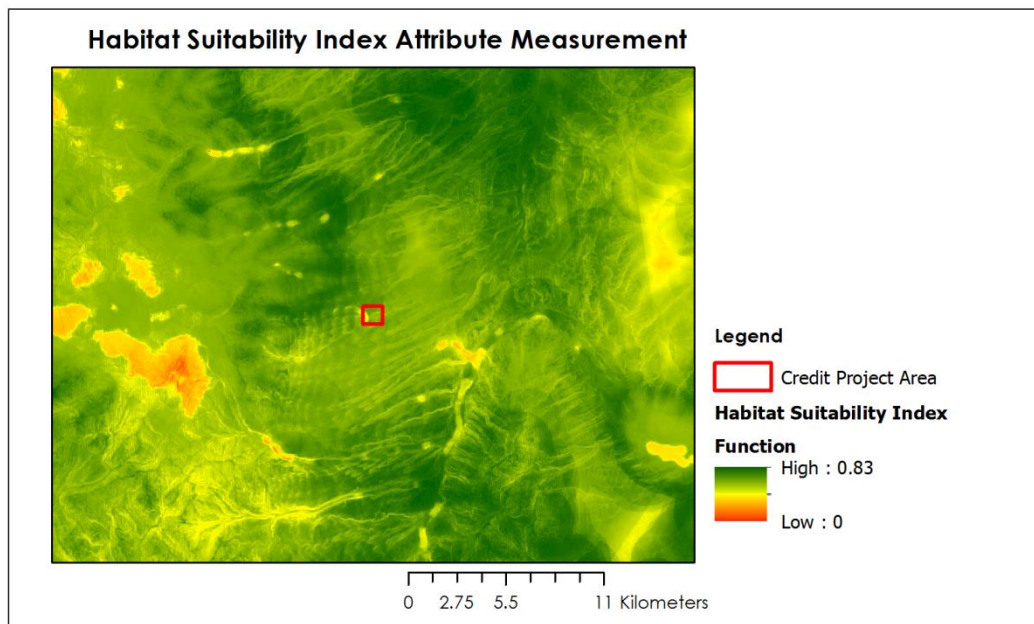 Habitat Suitability Index Attribute Measurement
Legend
Credit Project Area
Habitat Suitability Index
Function
High : 0.83
Low : 0
0 2.75 5.5 11 Kilometers